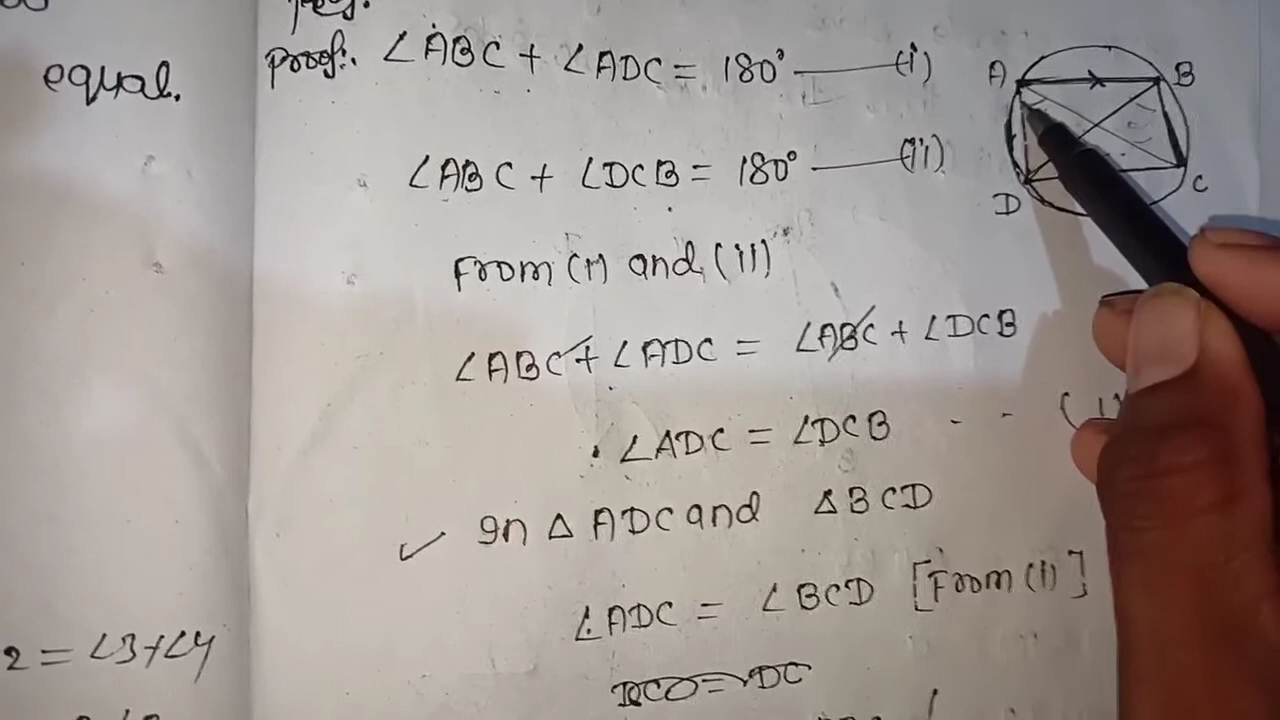 equal.
Proof:. ∠ABC + ∠ADC = 180° —— (i)
A B
C
D
∠ABC + ∠DCB = 180° —— (ii)
From (i) and (ii)
∠ABC + ∠ADC = ∠ABC + ∠DCB
∠ADC = ∠DCB - -
In △ ADC and △BCD
∠ADC = ∠BCD [From (i)]
2 = ∠3+∠4
= DC